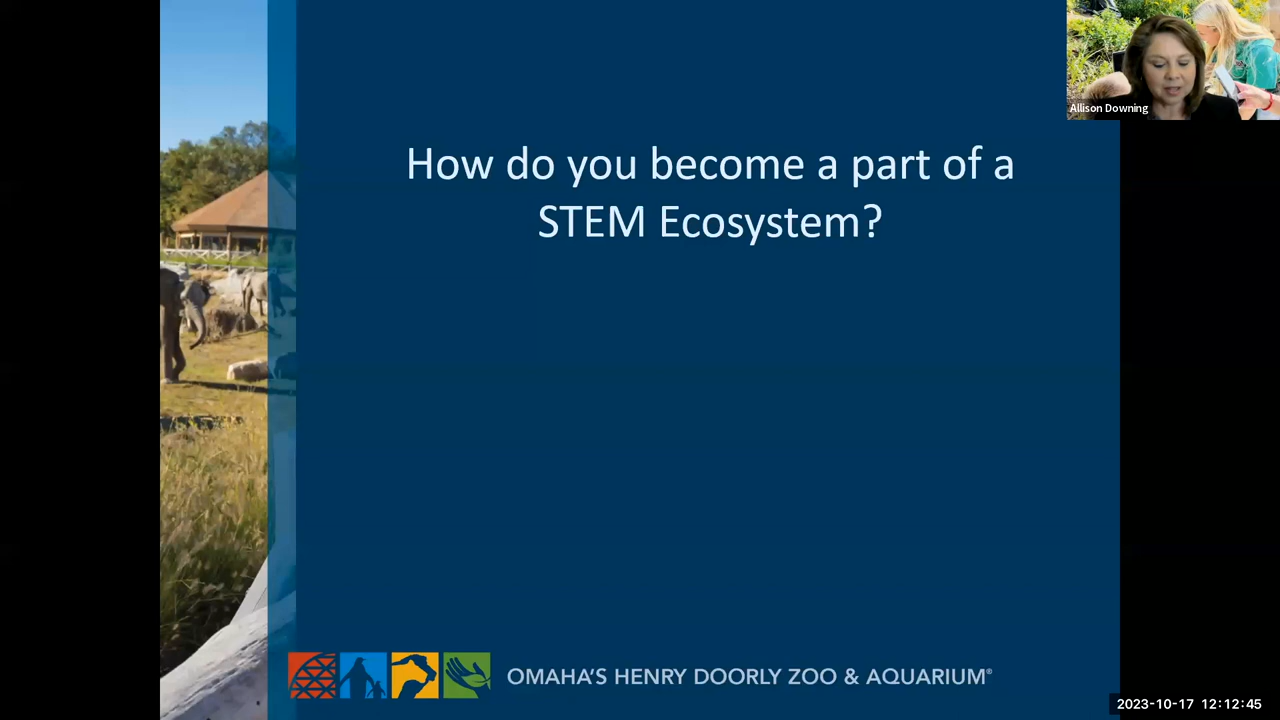 Allison Downing
How do you become a part of a
STEM Ecosystem?
OMAHA'S HENRY DOORLY ZOO & AQUARIUM®
2023-10-17 12:12:45